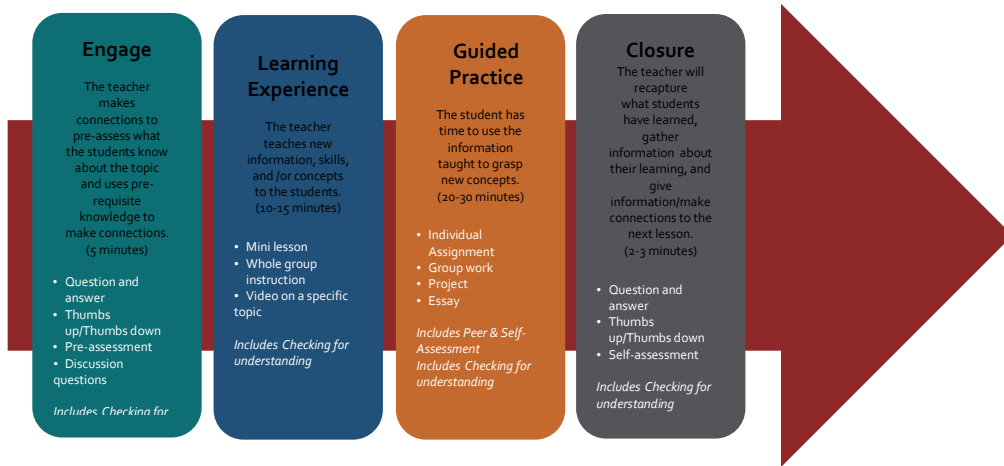 Engage
The teacher
makes
connections to
pre-assess what
the students know
about the topic
and uses pre-
requisite
knowledge to
make connections.
(5 minutes)
• Question and
answer
• Thumbs
up/Thumbs down
• Pre-assessment
• Discussion
questions
Includes Checking for
Learning
Experience
The teacher
teaches new
information, skills,
and /or concepts
to the students.
(10-15 minutes)
• Mini lesson
• Whole group
instruction
• Video on a specific
topic
Includes Checking for
understanding
Guided
Practice
The student has
time to use the
information
taught to grasp
new concepts.
(20-30 minutes)
• Individual
Assignment
• Group work
• Project
• Essay
Includes Peer & Self-
Assessment
Includes Checking for
understanding
Closure
The teacher will
recapture
what students
have learned,
gather
information about
their learning, and
give
information/make
connections to the
next lesson.
(2-3 minutes)
• Question and
answer
• Thumbs
up/Thumbs down
• Self-assessment
Includes Checking for
understanding